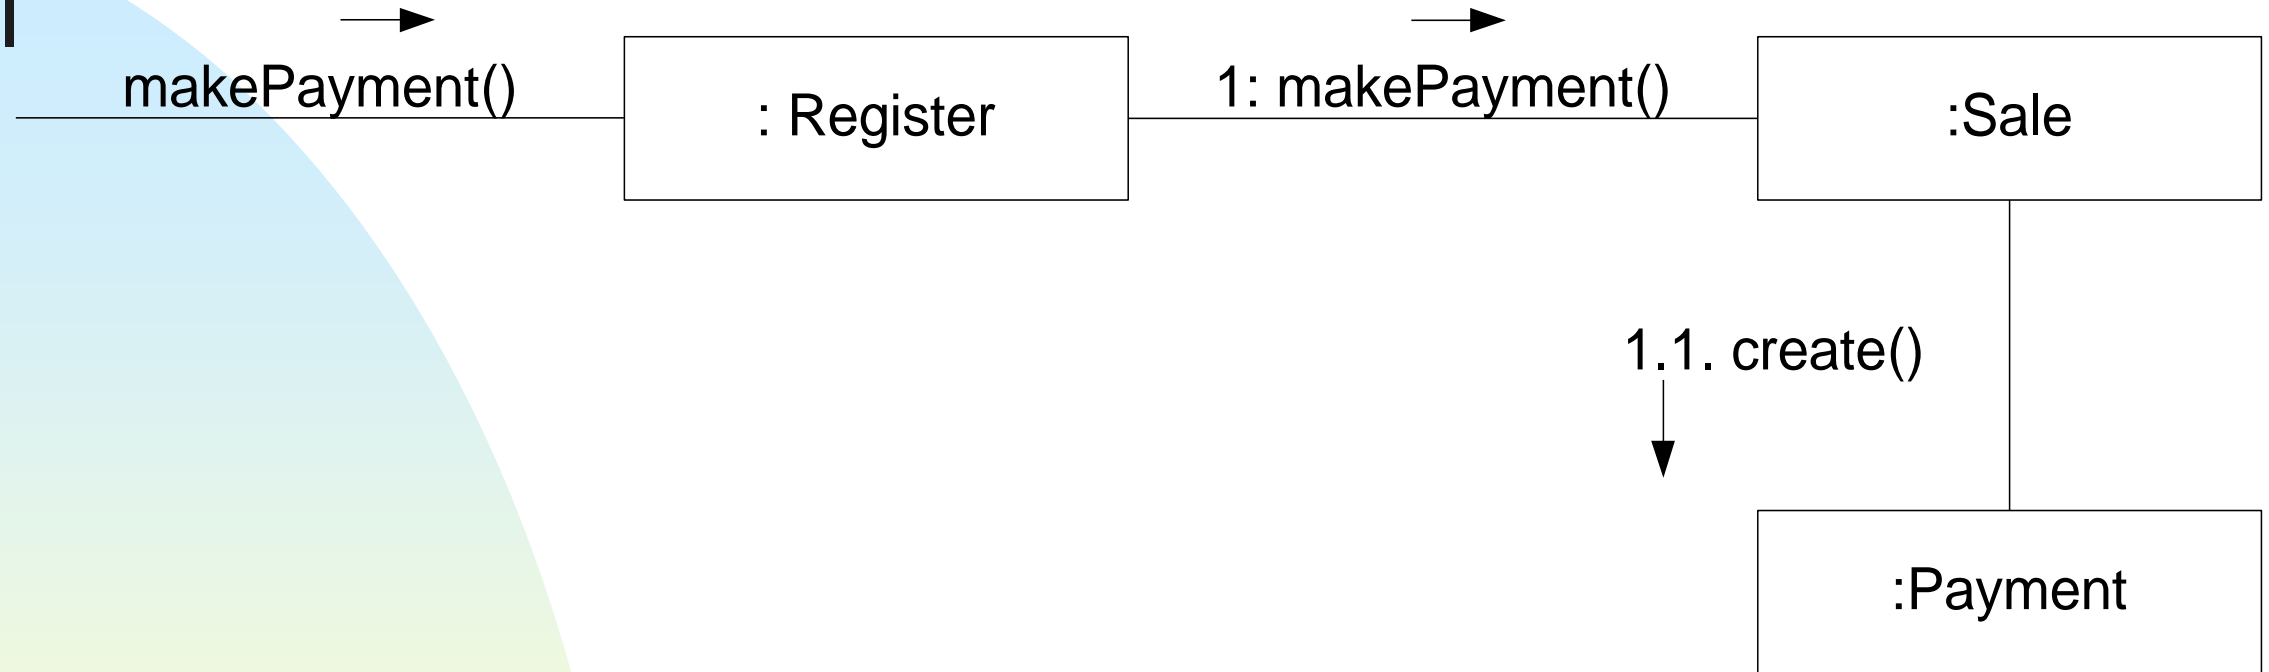 makePayment()
: Register
1: makePayment()
:Sale
1.1. create()
:Payment